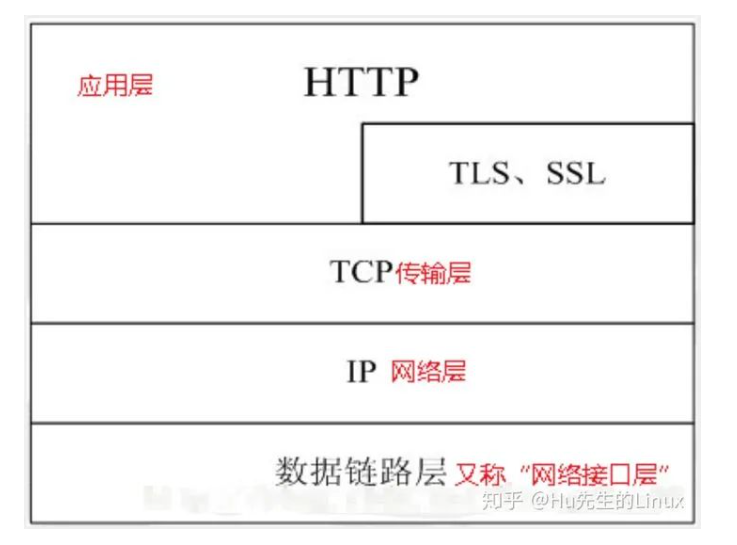 应用层 HTTP
TLS、SSL
TCP传输层
IP 网络层
数据链路层 又称“网络接口层”
知乎 @Hu先生的Linux